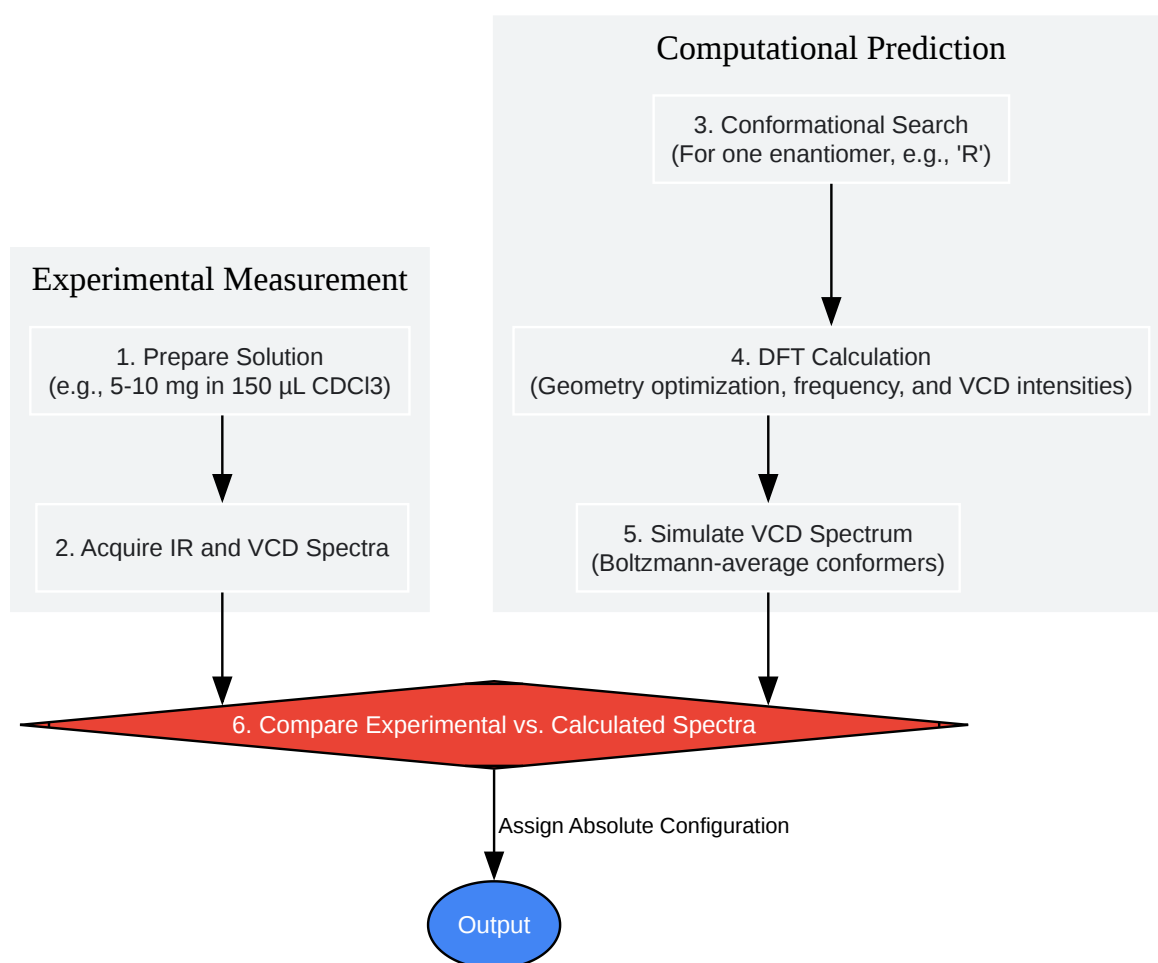 Computational Prediction
3. Conformational Search
(For one enantiomer, e.g., 'R')
Experimental Measurement
1. Prepare Solution
(e.g., 5-10 mg in 150 µL CDCl3)
4. DFT Calculation
(Geometry optimization, frequency, and VCD intensities)
2. Acquire IR and VCD Spectra
5. Simulate VCD Spectrum
(Boltzmann-average conformers)
6. Compare Experimental vs. Calculated Spectra
Assign Absolute Configuration
Output